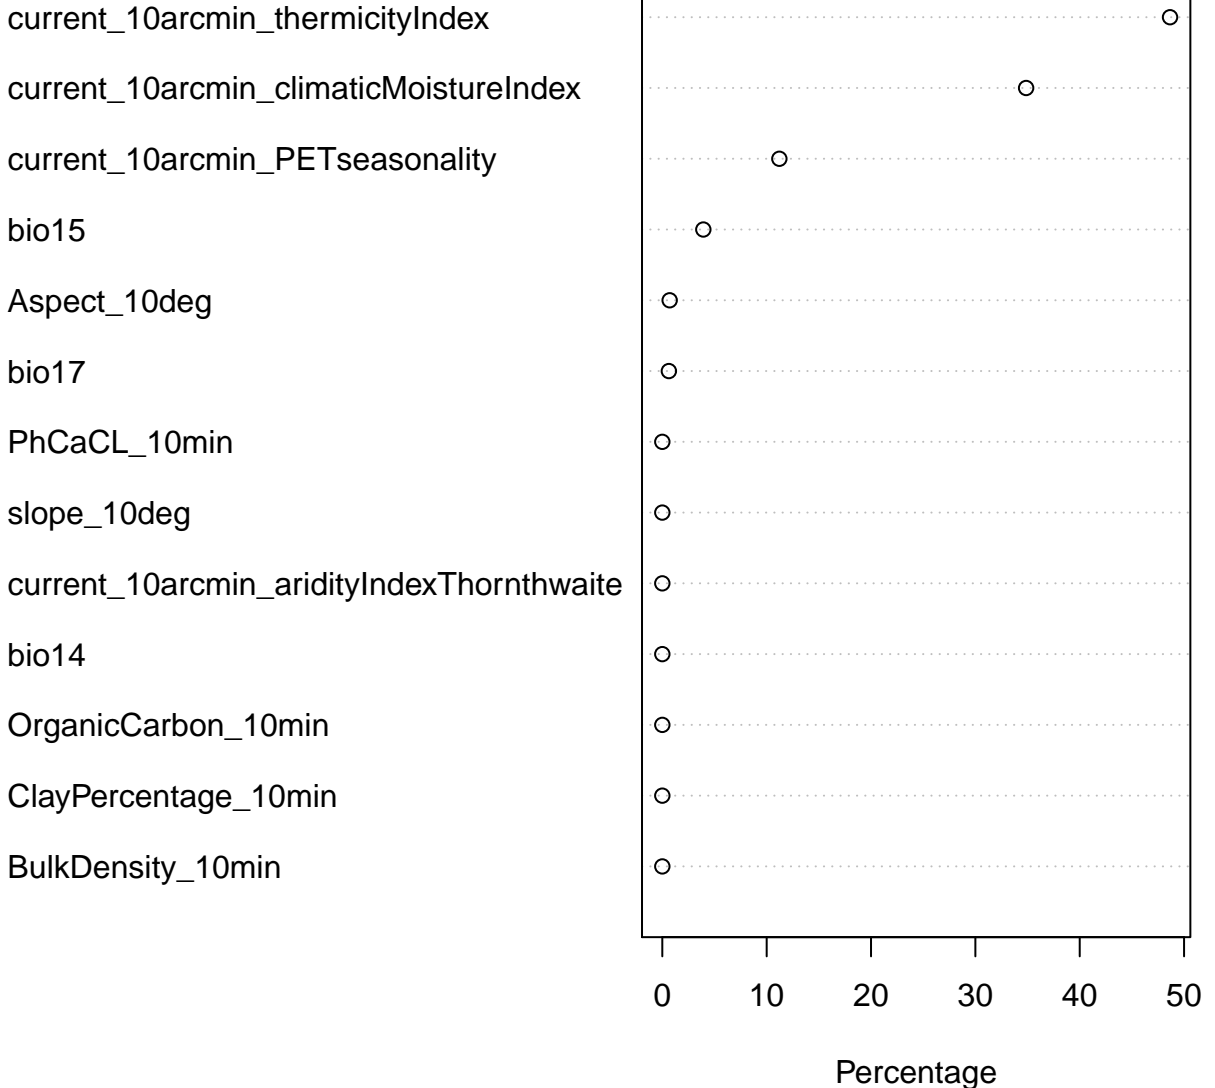 current_10arcmin_thermicityIndex
current_10arcmin_climaticMoistureIndex
current_10arcmin_PETseasonality
bio15
Aspect_10deg
bio17
PhCaCL_10min
slope_10deg
current_10arcmin_aridityIndexThornthwaite
bio14
OrganicCarbon_10min
ClayPercentage_10min
BulkDensity_10min
0 10 20 30 40 50
Percentage